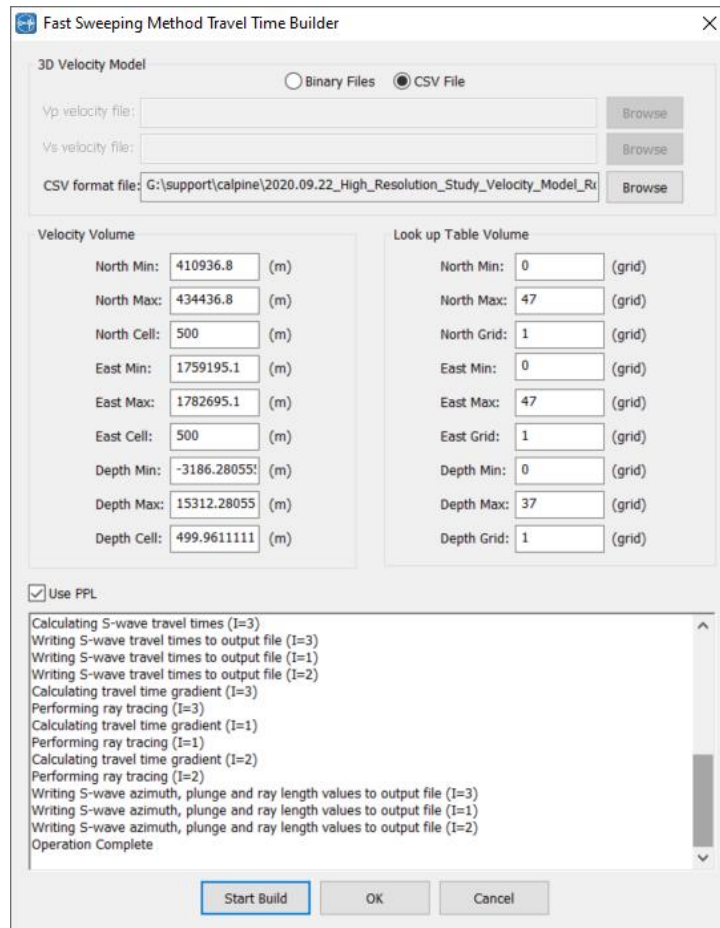 Fast Sweeping Method Travel Time Builder
3D Velocity Model
Binary Files CSV File
Vp velocity file: Browse
Vs velocity file: Browse
CSV format file: G:\support\calpine\2020.09.22_High_Resolution_Study_Velocity_Model_Ro Browse
Velocity Volume Look up Table Volume
North Min: 410936.8 (m) North Min: 0 (grid)
North Max: 434436.8 (m) North Max: 47 (grid)
North Cell: 500 (m) North Grid: 1 (grid)
East Min: 1759195.1 (m) East Min: 0 (grid)
East Max: 1782695.1 (m) East Max: 47 (grid)
East Cell: 500 (m) East Grid: 1 (grid)
Depth Min: -3186.28055 (m) Depth Min: 0 (grid)
Depth Max: 15312.28055 (m) Depth Max: 37 (grid)
Depth Cell: 499.9611111 (m) Depth Grid: 1 (grid)
Use PPL
Calculating S-wave travel times (I=3)
Writing S-wave travel times to output file (I=3)
Writing S-wave travel times to output file (I=1)
Writing S-wave travel times to output file (I=2)
Calculating travel time gradient (I=3)
Performing ray tracing (I=3)
Calculating travel time gradient (I=1)
Performing ray tracing (I=1)
Calculating travel time gradient (I=2)
Performing ray tracing (I=2)
Writing S-wave azimuth, plunge and ray length values to output file (I=3)
Writing S-wave azimuth, plunge and ray length values to output file (I=1)
Writing S-wave azimuth, plunge and ray length values to output file (I=2)
Operation Complete
Start Build OK Cancel